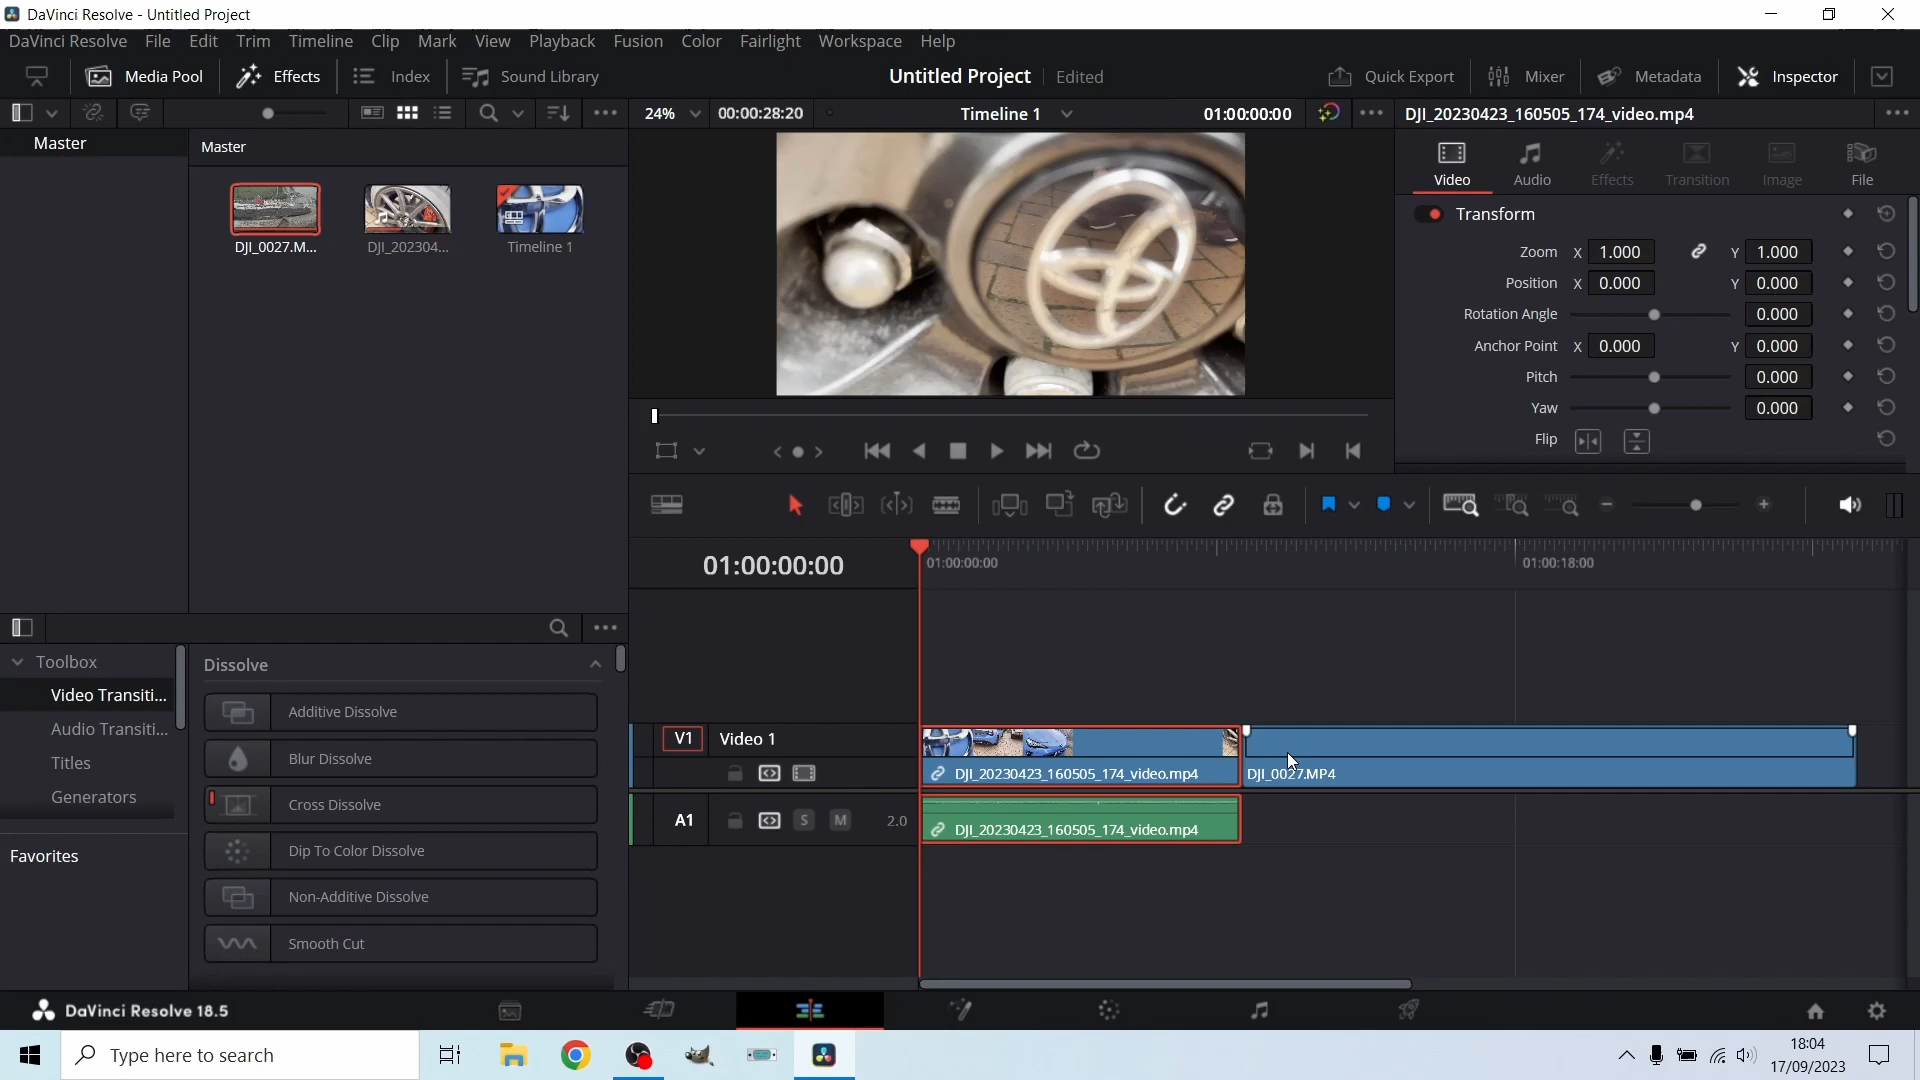 DaVinci Resolve - Untitled Project
DaVinci Resolve File Edit Trim Timeline Clip Mark View Playback Fusion Color Fairlight Workspace Help
Media Pool Effects Index Sound Library Untitled Project Edited Quick Export Mixer Metadata Inspector
24% 00:00:28:20 Timeline 1 01:00:00:00 DJI_20230423_160505_174_video.mp4
Master Master
DJI_0027.M... DJI_202304... Timeline 1
Video Audio Effects Transition Image File
Transform
Zoom X 1.000 Y 1.000
Position X 0.000 Y 0.000
Rotation Angle 0.000
Anchor Point X 0.000 Y 0.000
Pitch 0.000
Yaw 0.000
Flip
01:00:00:00 01:00:00:00 01:00:18:00
Toolbox
Video Transiti...
Audio Transiti...
Titles
Generators
Favorites
Dissolve
Additive Dissolve
Blur Dissolve
Cross Dissolve
Dip To Color Dissolve
Non-Additive Dissolve
Smooth Cut
V1 Video 1
DJI_20230423_160505_174_video.mp4 DJI_0027.MP4
A1 S M 2.0 DJI_20230423_160505_174_video.mp4
DaVinci Resolve 18.5
Type here to search
18:04
17/09/2023